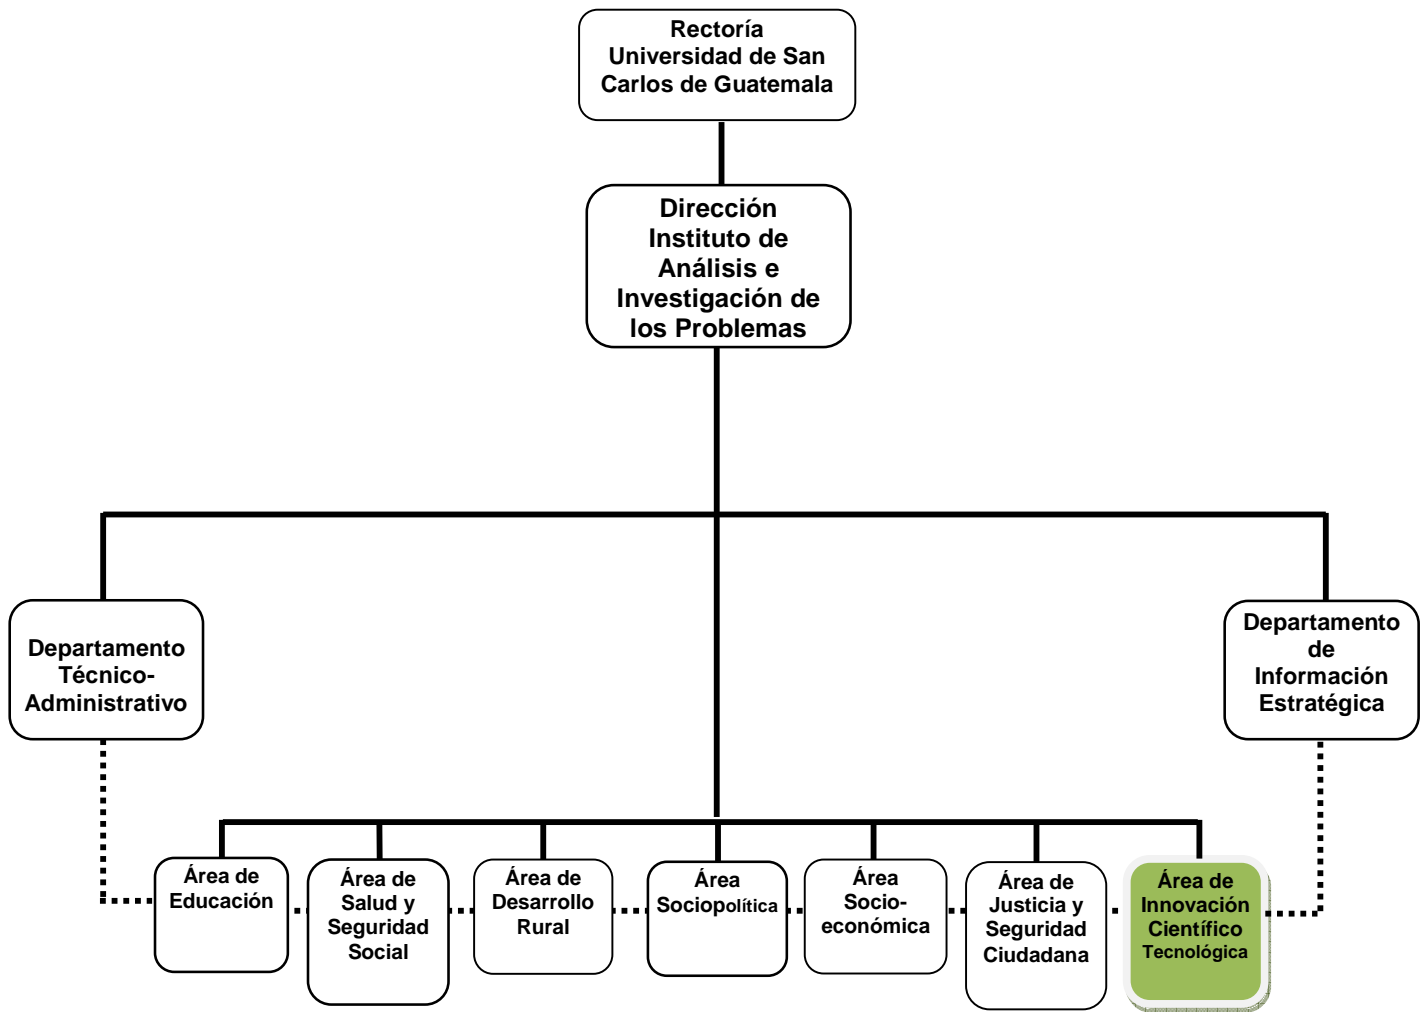 Rectoría
Universidad de San
Carlos de Guatemala
Dirección
Instituto de
Análisis e
Investigación de
los Problemas
Departamento
Técnico-
Administrativo
Departamento
de
Información
Estratégica
Área de
Educación
Área de
Salud y
Seguridad
Social
Área de
Desarrollo
Rural
Área
Sociopolítica
Área
Socio-
económica
Área de
Justicia y
Seguridad
Ciudadana
Área de
Innovación
Científico
Tecnológica